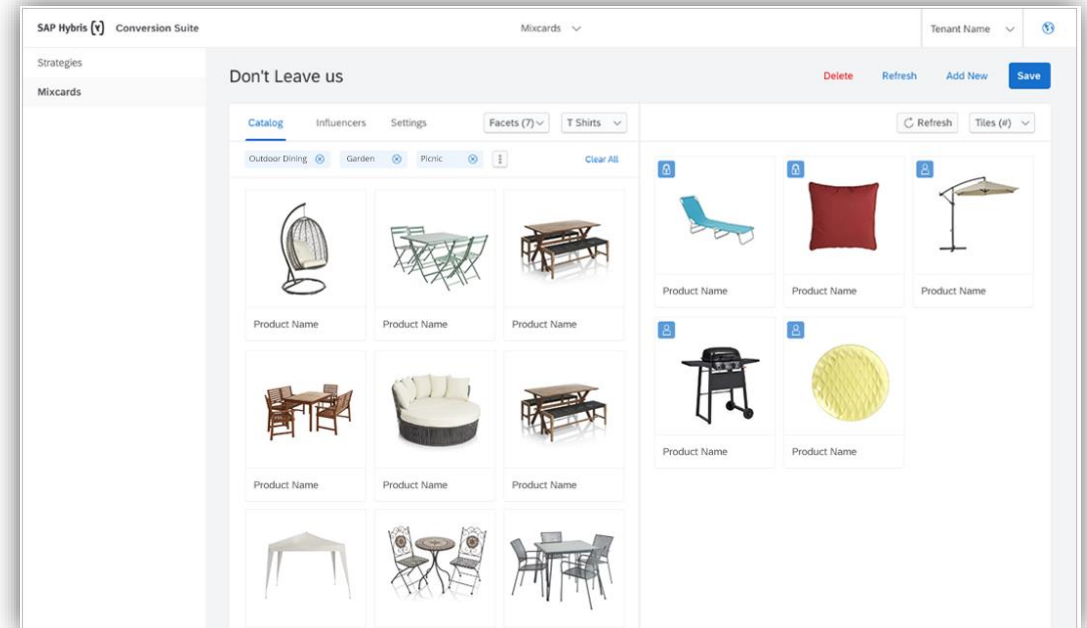 SAP Hybris (y) Conversion Suite
Mixcards
Tenant Name
Strategies
Mixcards
Don't Leave us
Delete Refresh Add New Save
Catalog Influencers Settings Facets (7) T Shirts
Refresh Tiles (#)
Outdoor Dining Garden Picnic Clear All
Product Name Product Name Product Name
Product Name Product Name Product Name
Product Name Product Name Product Name
Product Name Product Name